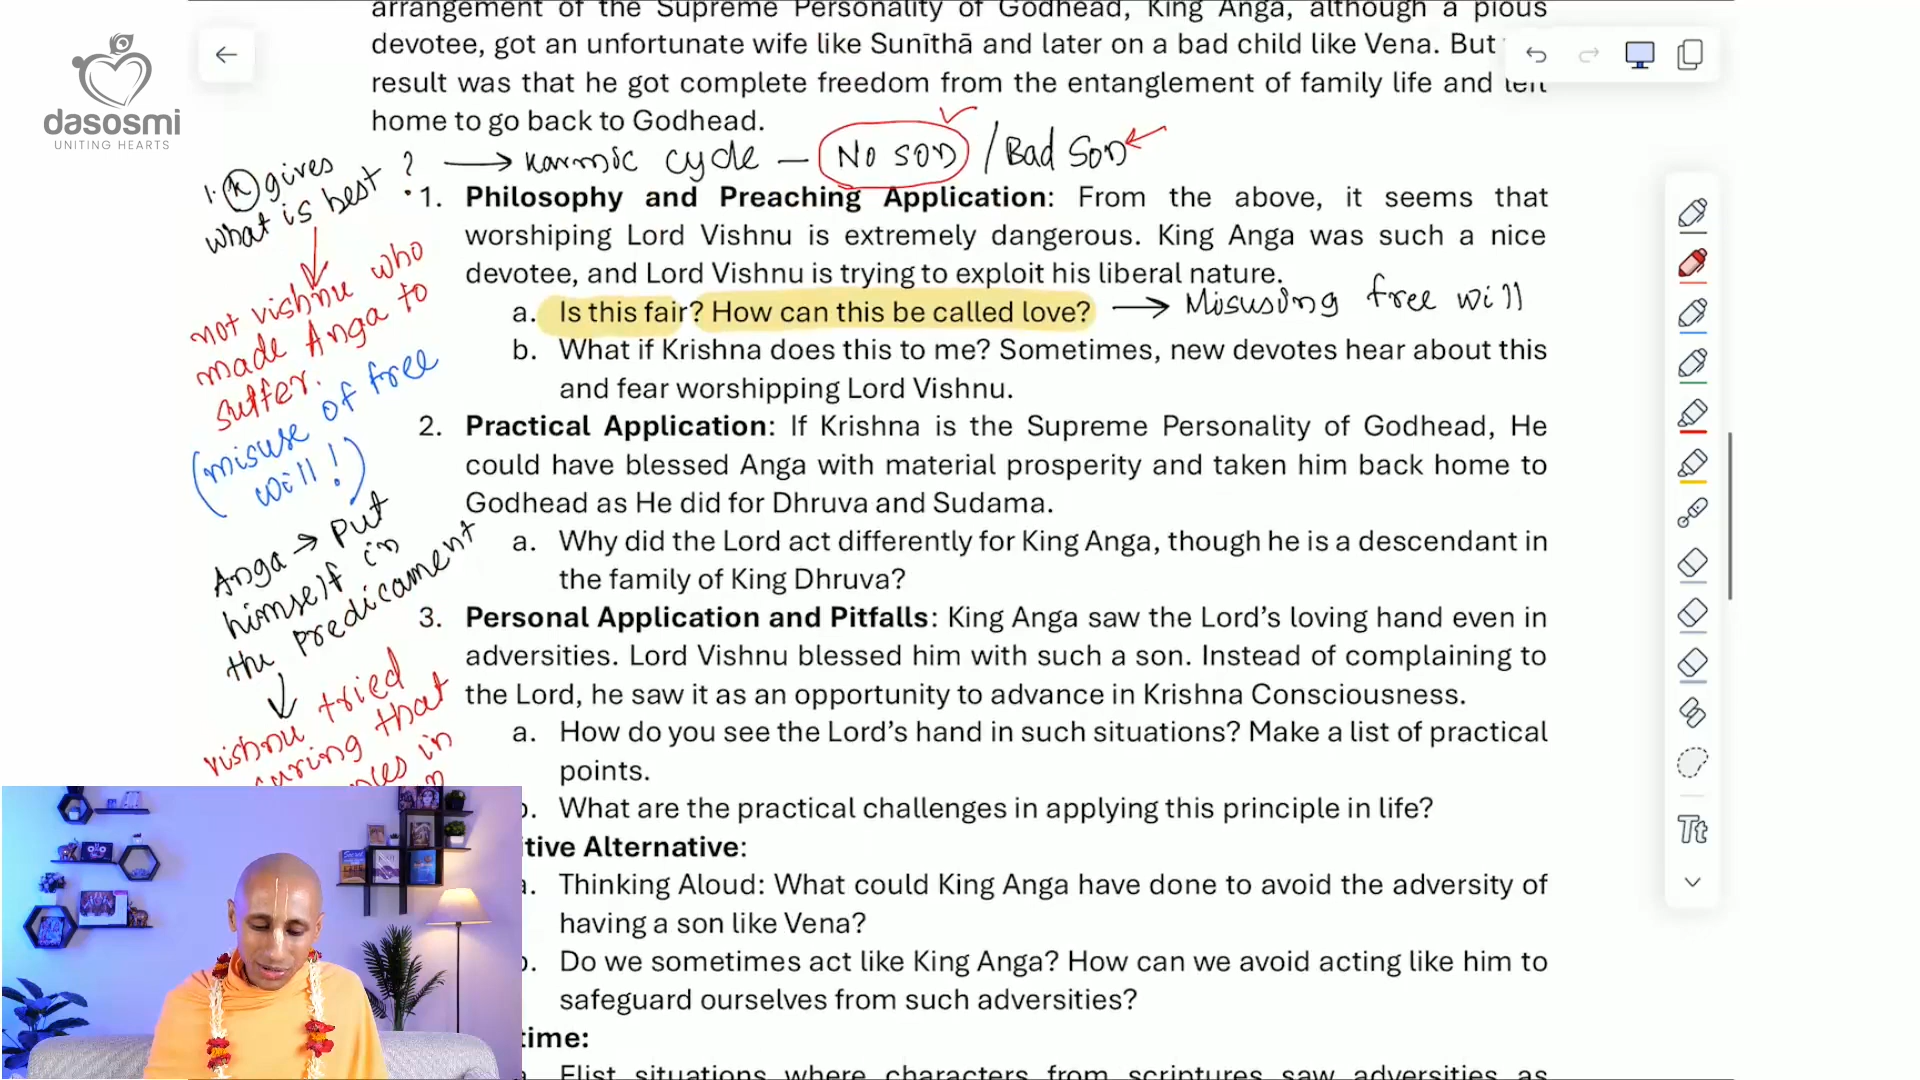 arrangement of the Supreme Personality of Godhead, King Anga, although a pious
devotee, got an unfortunate wife like Sunīthā and later on a bad child like Vena. But
result was that he got complete freedom from the entanglement of family life and left
home to go back to Godhead.
dasosmi
UNITING HEARTS
→ Karmic cycle – No son / Bad Son
1. (K) gives
what is best ?
not vishnu who
made Anga to
suffer.
(misuse of free
will!)
Anga → Put
himself in
the predicament
vishnu tried
curing that
in
1. Philosophy and Preaching Application: From the above, it seems that
worshiping Lord Vishnu is extremely dangerous. King Anga was such a nice
devotee, and Lord Vishnu is trying to exploit his liberal nature.
a. Is this fair? How can this be called love? → Misusing free will
b. What if Krishna does this to me? Sometimes, new devotes hear about this
and fear worshipping Lord Vishnu.
2. Practical Application: If Krishna is the Supreme Personality of Godhead, He
could have blessed Anga with material prosperity and taken him back home to
Godhead as He did for Dhruva and Sudama.
a. Why did the Lord act differently for King Anga, though he is a descendant in
the family of King Dhruva?
3. Personal Application and Pitfalls: King Anga saw the Lord's loving hand even in
adversities. Lord Vishnu blessed him with such a son. Instead of complaining to
the Lord, he saw it as an opportunity to advance in Krishna Consciousness.
a. How do you see the Lord's hand in such situations? Make a list of practical
points.
b. What are the practical challenges in applying this principle in life?
tive Alternative:
a. Thinking Aloud: What could King Anga have done to avoid the adversity of
having a son like Vena?
b. Do we sometimes act like King Anga? How can we avoid acting like him to
safeguard ourselves from such adversities?
time:
Elist situations where characters from scriptures saw adversities as
Tt